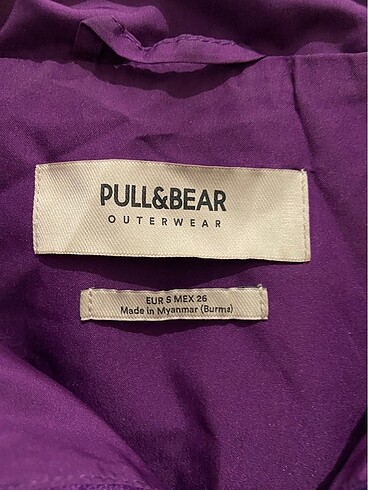 PULL&BEAR
OUTERWEAR
EUR S MEX 26
Made in Myanmar (Burma)